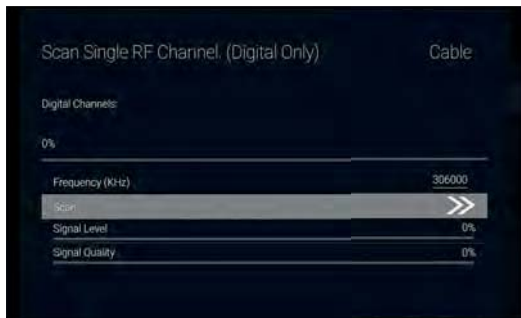 Scan Single RF Channel. (Digital Only) Cable
Digital Channels:
0%
Frequency (KHz) 306000
Scan
Signal Level 0%
Signal Quality 0%